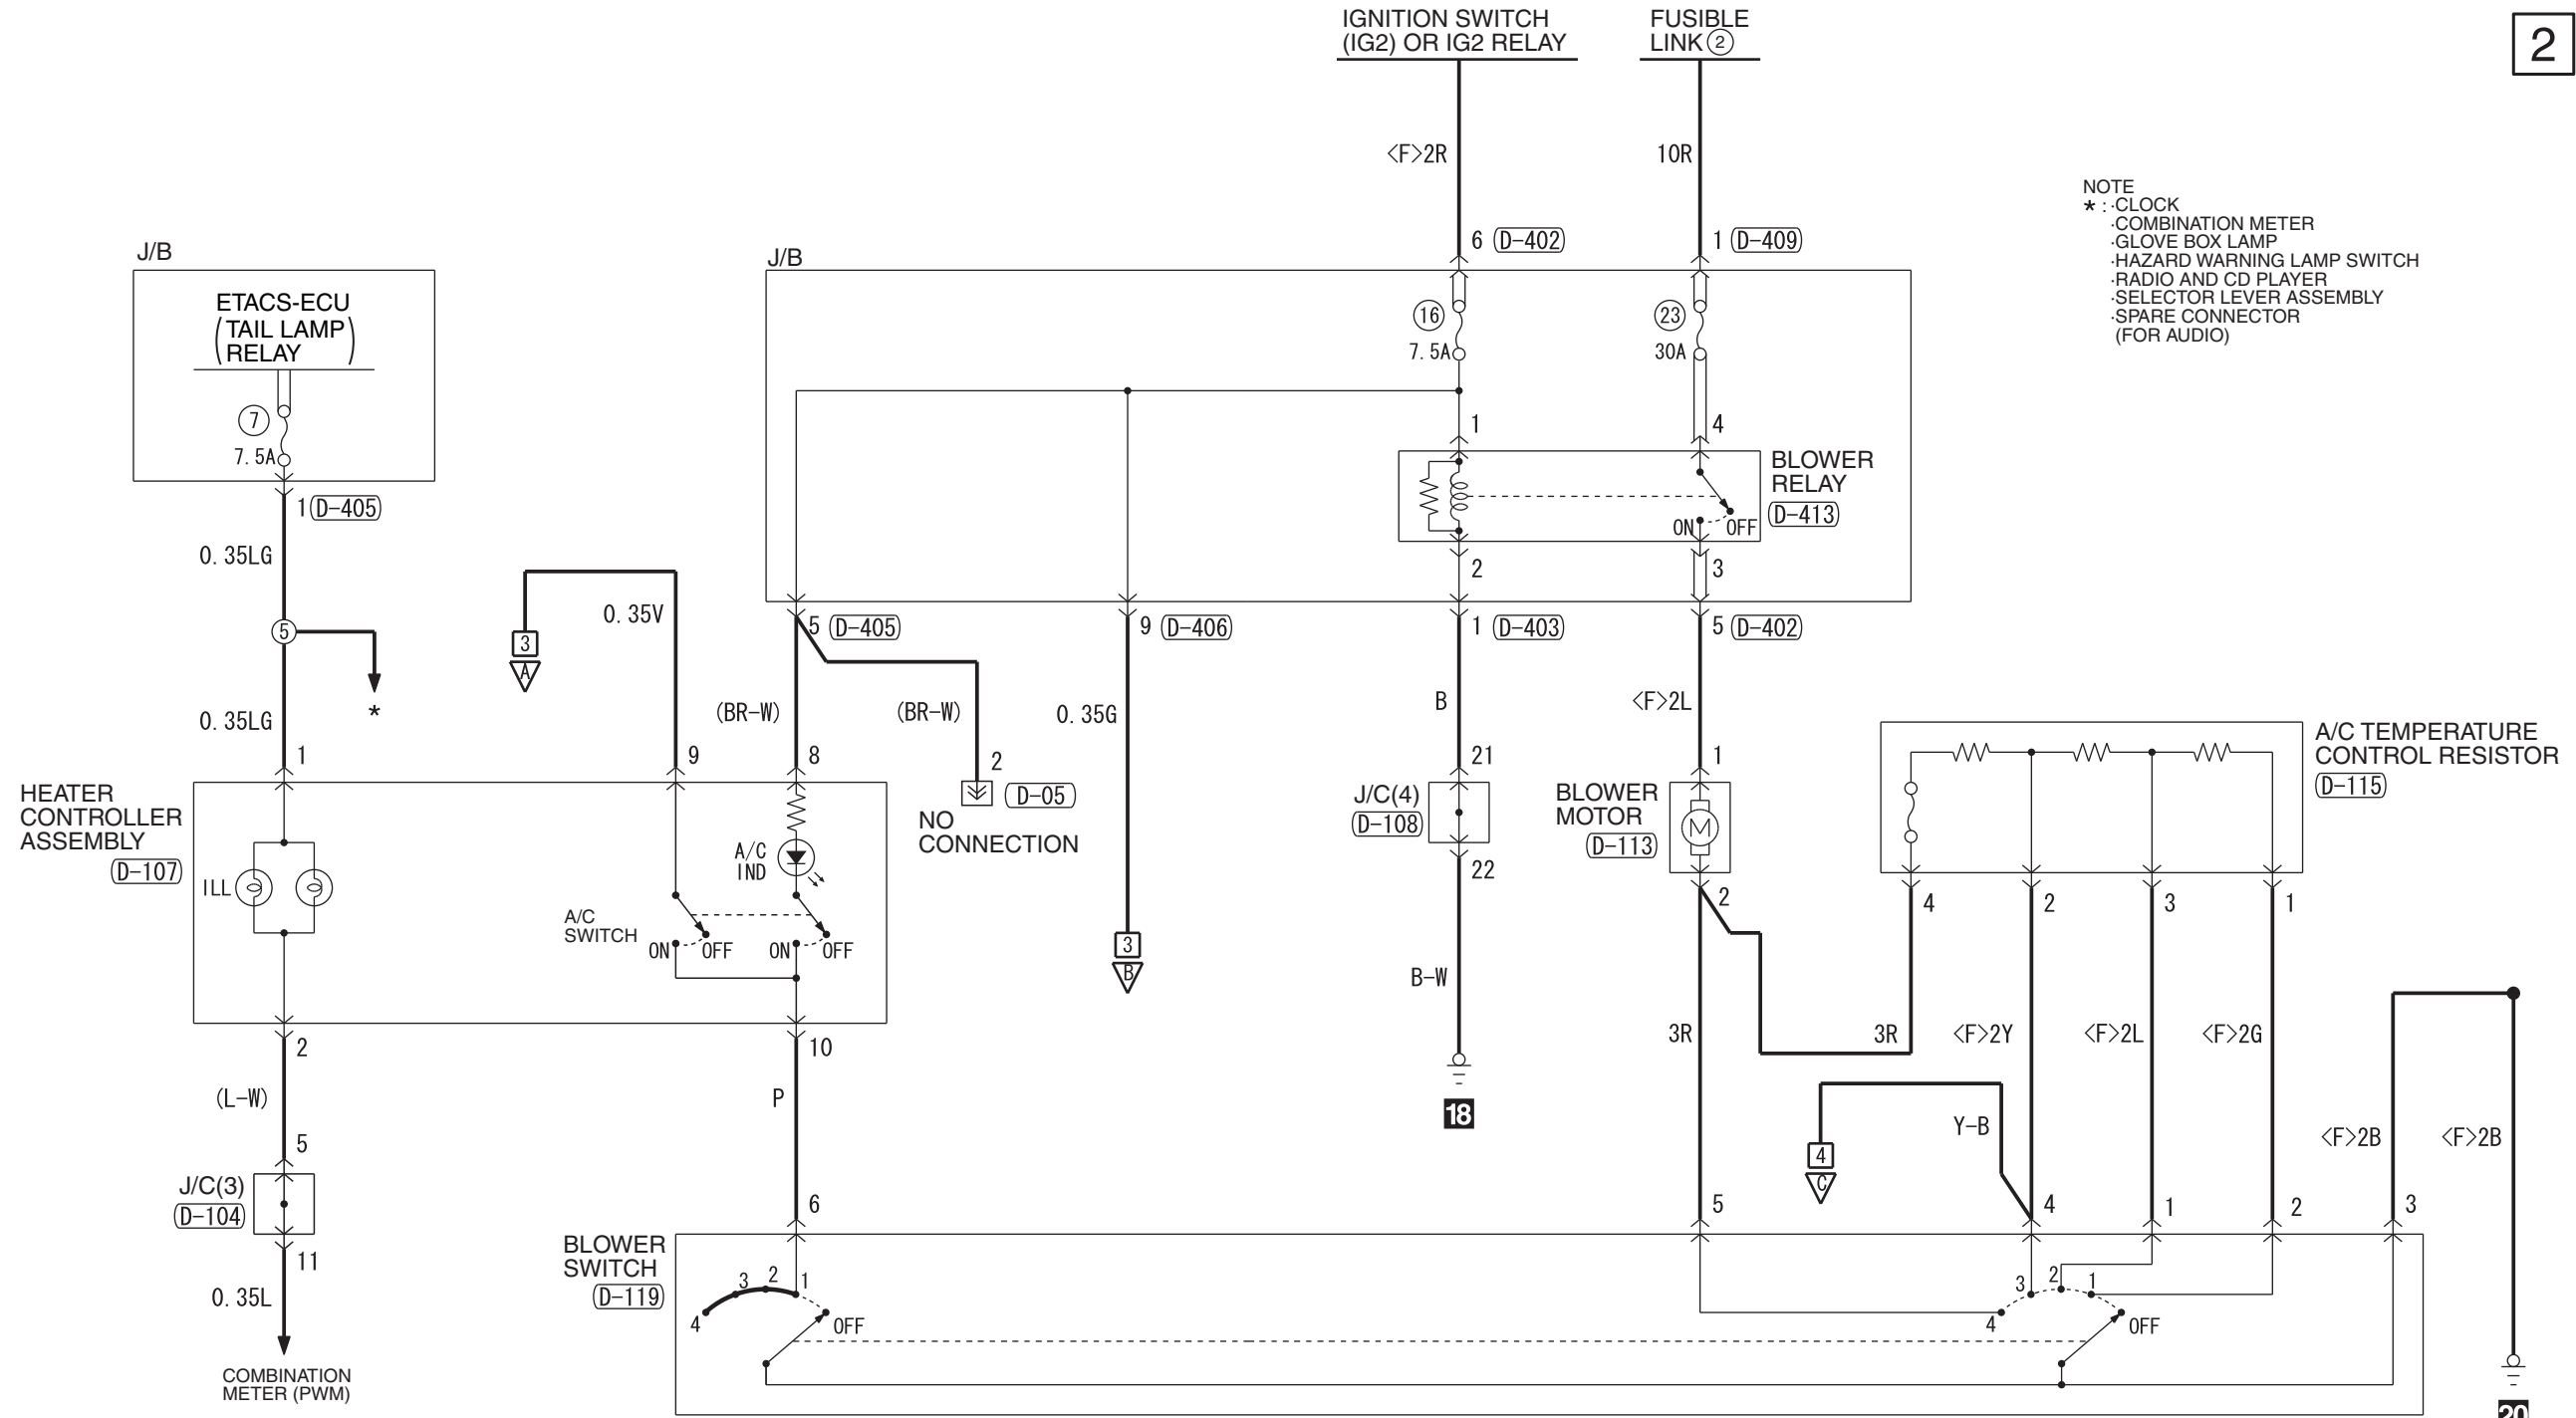 IGNITION SWITCH
(IG2) OR IG2 RELAY
FUSIBLE
LINK ②
2
<F>2R
10R
NOTE
* : ·CLOCK
·COMBINATION METER
·GLOVE BOX LAMP
·HAZARD WARNING LAMP SWITCH
·RADIO AND CD PLAYER
·SELECTOR LEVER ASSEMBLY
·SPARE CONNECTOR
(FOR AUDIO)
6 (D-402)
1 (D-409)
J/B
ETACS-ECU
(TAIL LAMP
RELAY)
7
7.5A
1 (D-405)
0.35LG
5
*
0.35LG
1
J/B
16
7.5A
23
30A
1
4
BLOWER
RELAY
(D-413)
ON
OFF
2
3
5 (D-405)
9 (D-406)
1 (D-403)
5 (D-402)
3
A
0.35V
(BR-W)
(BR-W)
0.35G
B
<F>2L
9
8
2
(D-05)
NO
CONNECTION
21
J/C(4)
(D-108)
22
1
BLOWER
MOTOR
(D-113)
M
2
A/C TEMPERATURE
CONTROL RESISTOR
(D-115)
4
2
3
1
HEATER
CONTROLLER
ASSEMBLY
(D-107)
ILL
A/C
IND
A/C
SWITCH
ON
OFF
ON
OFF
3
B
B-W
18
3R
3R
<F>2Y
<F>2L
<F>2G
2
10
(L-W)
P
4
C
Y-B
<F>2B
<F>2B
5
J/C(3)
(D-104)
11
0.35L
COMBINATION
METER (PWM)
6
5
4
1
2
3
BLOWER
SWITCH
(D-119)
4
3
2
1
OFF
4
3
2
1
OFF
20